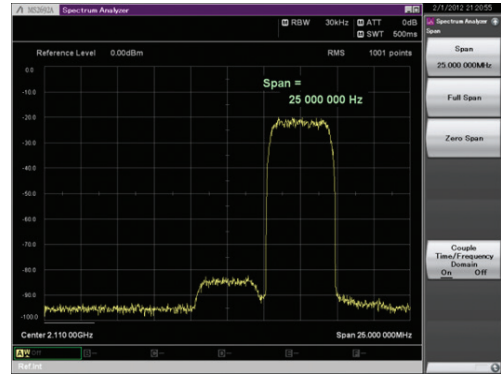 MS2692A Spectrum Analyzer
2/1/2012 21:20:55
RBW 30kHz ATT 0dB
SWT 500ms
Reference Level 0.00dBm RMS 1001 points
Spectrum Analyzer
Span
Span
25.000 000MHz
Full Span
Zero Span
Couple
Time/Frequency
Domain
On Off
Span =
25 000 000 Hz
0.0
-10.0
-20.0
-30.0
-40.0
-50.0
-60.0
-70.0
-80.0
-90.0
-100.0
Center 2.110 00GHz Span 25.000 000MHz
Ref.Int